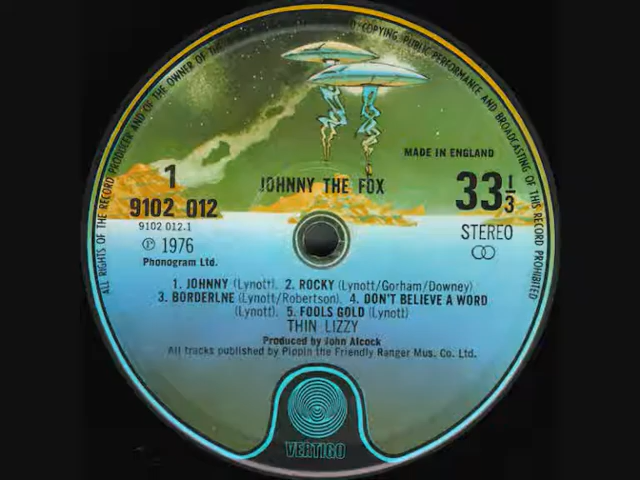 ALL RIGHTS OF THE RECORD PRODUCER AND OF THE OWNER OF THE
COPYING PUBLIC PERFORMANCE AND BROADCASTING OF THIS RECORD PROHIBITED
MADE IN ENGLAND
1
JOHNNY THE FOX
33 1/3
9102 012
9102 012.1
STEREO
Ⓟ 1976
Phonogram Ltd.
1. JOHNNY (Lynott). 2. ROCKY (Lynott/Gorham/Downey)
3. BORDERLNE (Lynott/Robertson). 4. DON'T BELIEVE A WORD
(Lynott). 5. FOOLS GOLD (Lynott)
THIN LIZZY
Produced by John Alcock
All tracks published by Pippin the Friendly Ranger Mus. Co. Ltd.
VERTIGO